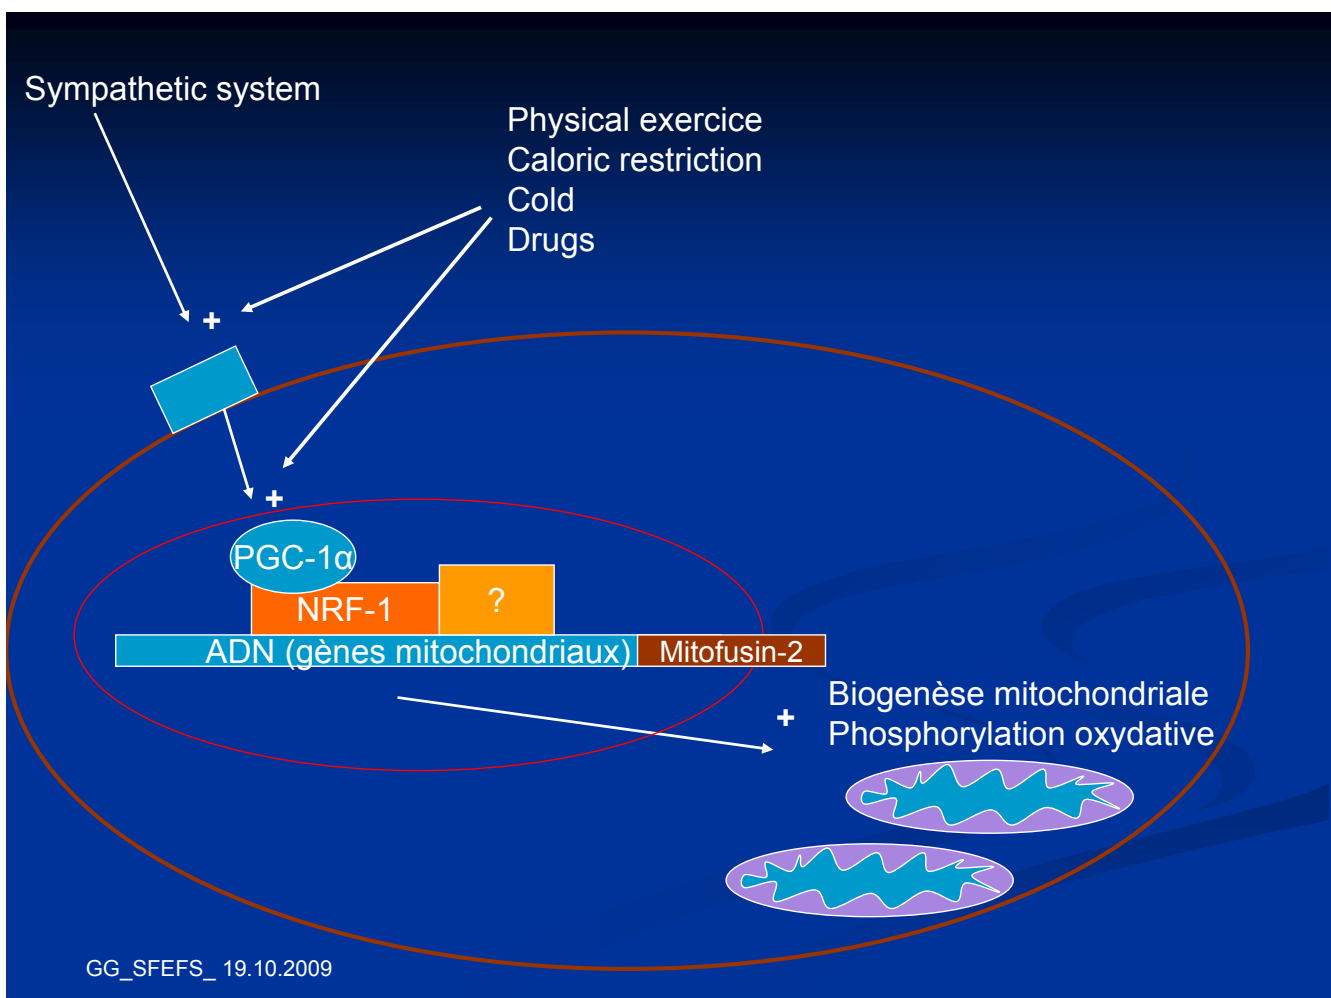 Sympathetic system
Physical exercice
Caloric restriction
Cold
Drugs
+
+
PGC-1α
NRF-1
?
ADN (gènes mitochondriaux)
Mitofusin-2
+
Biogenèse mitochondriale
Phosphorylation oxydative
GG_SFEFS_ 19.10.2009